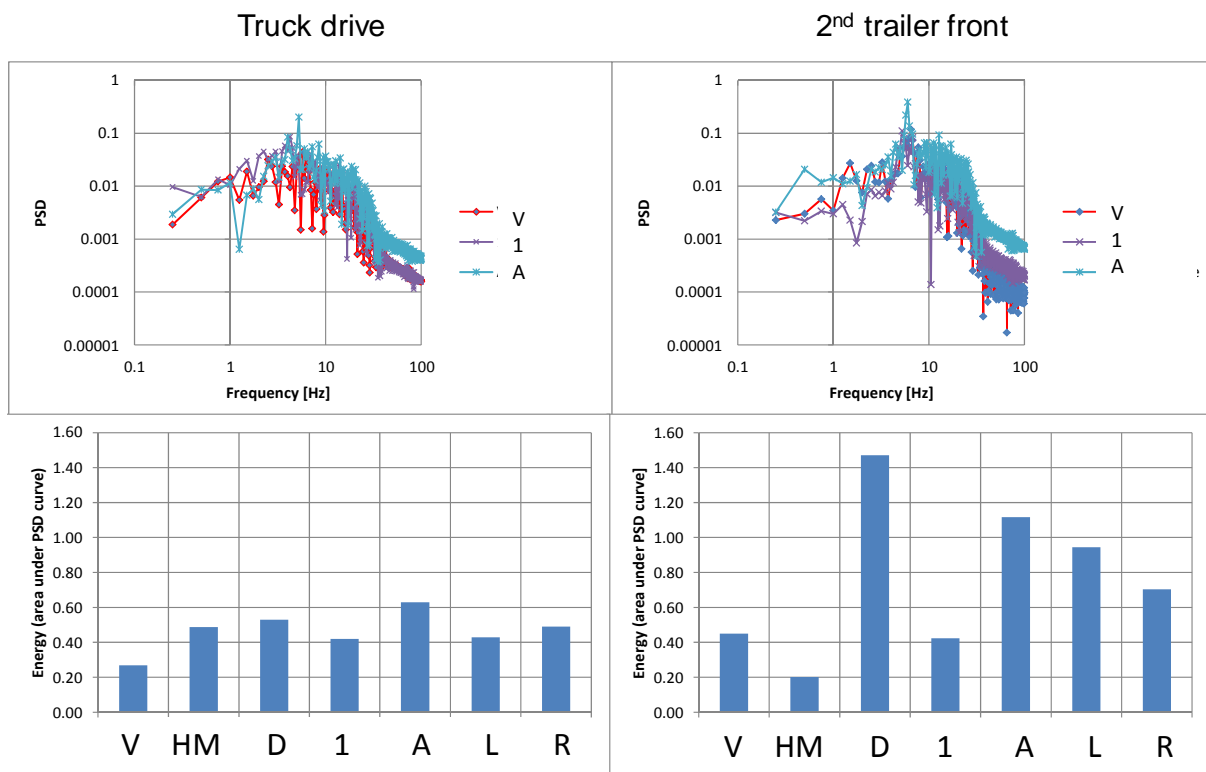 Truck drive
2nd trailer front
1
0.1
0.01
0.001
0.0001
0.00001
PSD
0.1 1 10 100
Frequency [Hz]
V
1
A
1
0.1
0.01
0.001
0.0001
0.00001
PSD
0.1 1 10 100
Frequency [Hz]
V
1
A e
1.60
1.40
1.20
1.00
0.80
0.60
0.40
0.20
0.00
Energy (area under PSD curve)
V HM D 1 A L R
1.60
1.40
1.20
1.00
0.80
0.60
0.40
0.20
0.00
Energy (area under PSD curve]
V HM D 1 A L R